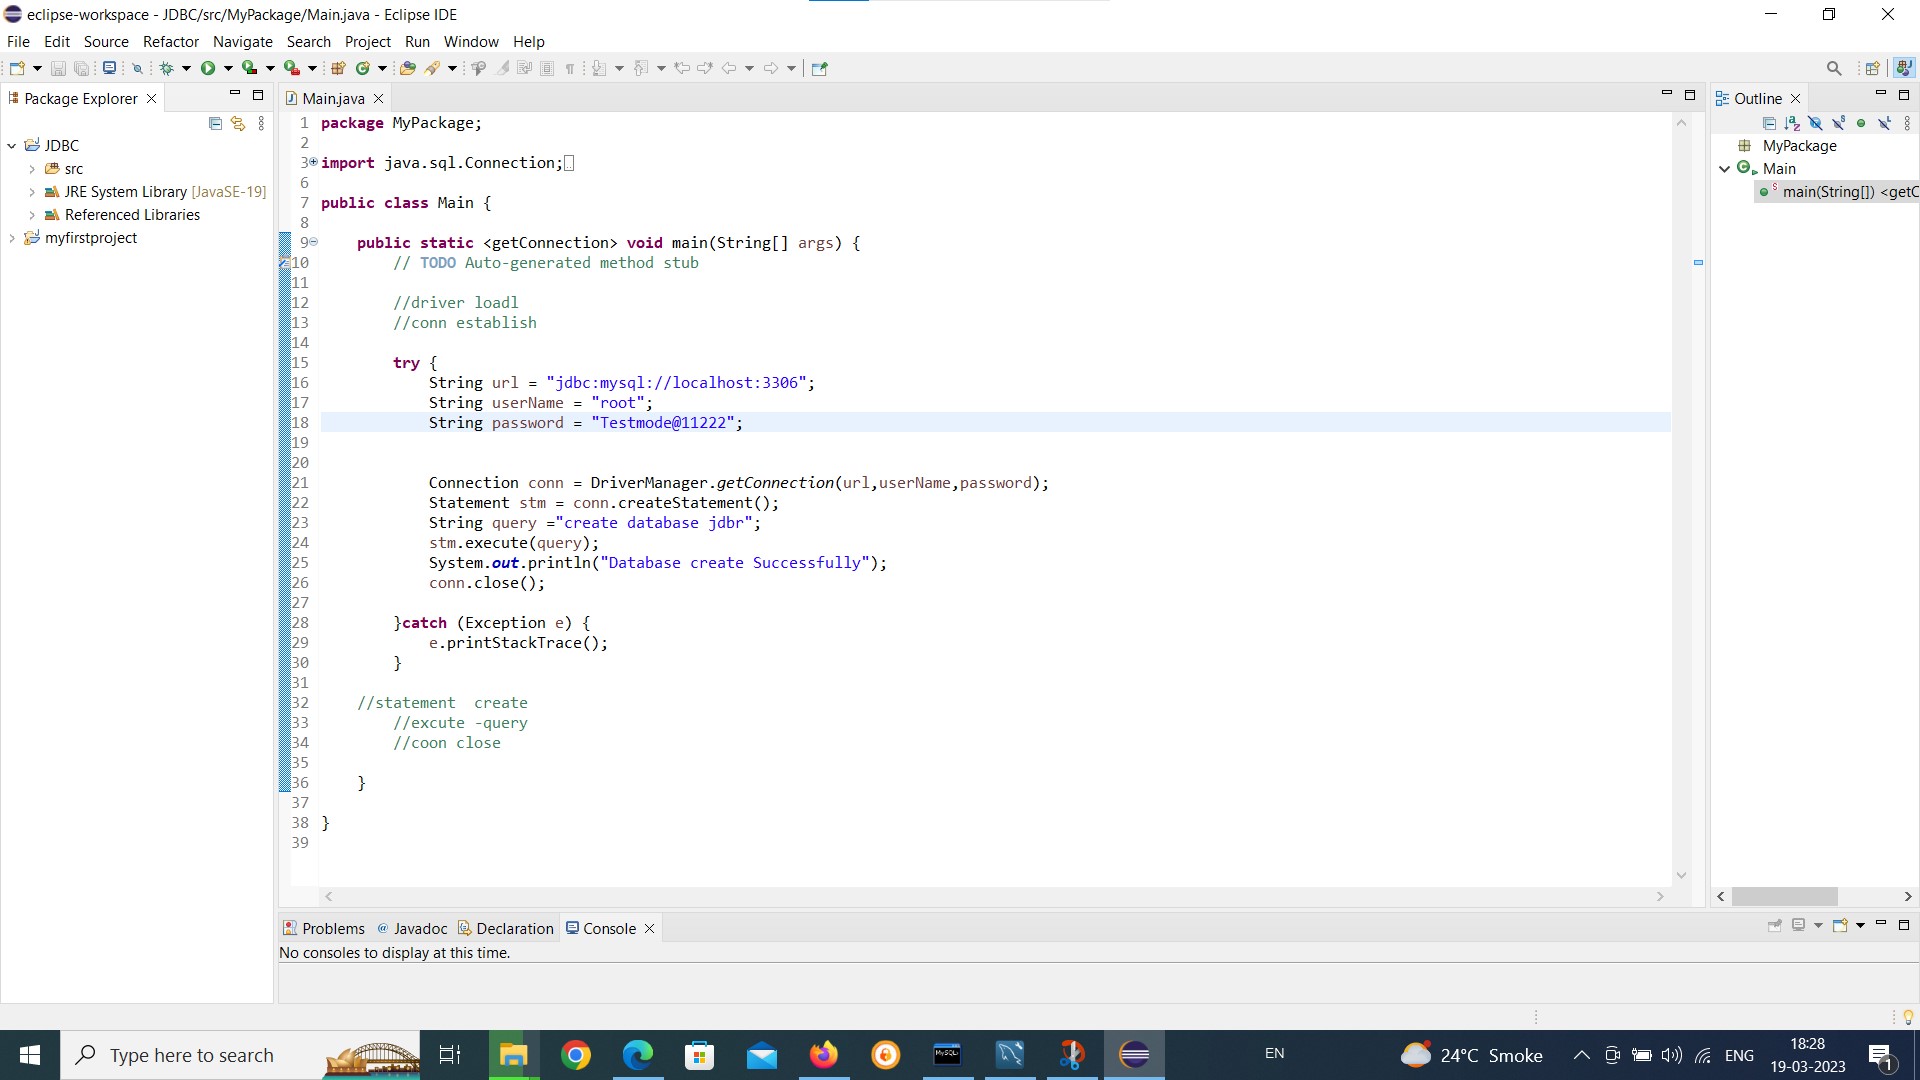 eclipse-workspace - JDBC/src/MyPackage/Main.java - Eclipse IDE
File Edit Source Refactor Navigate Search Project Run Window Help
Package Explorer
JDBC
src
JRE System Library [JavaSE-19]
Referenced Libraries
myfirstproject
Main.java
1 package MyPackage;
2
3 import java.sql.Connection;
6
7 public class Main {
8
9 public static <getConnection> void main(String[] args) {
10 // TODO Auto-generated method stub
11
12 //driver loadl
13 //conn establish
14
15 try {
16 String url = "jdbc:mysql://localhost:3306";
17 String userName = "root";
18 String password = "Testmode@11222";
19
20
21 Connection conn = DriverManager.getConnection(url,userName,password);
22 Statement stm = conn.createStatement();
23 String query ="create database jdbr";
24 stm.execute(query);
25 System.out.println("Database create Successfully");
26 conn.close();
27
28 }catch (Exception e) {
29 e.printStackTrace();
30 }
31
32 //statement  create
33 //excute -query
34 //coon close
35
36 }
37
38 }
39
Outline
MyPackage
Main
main(String[]) <getC
Problems @ Javadoc Declaration Console
No consoles to display at this time.
Type here to search
MySQL
EN
24°C Smoke
ENG
18:28
19-03-2023
1